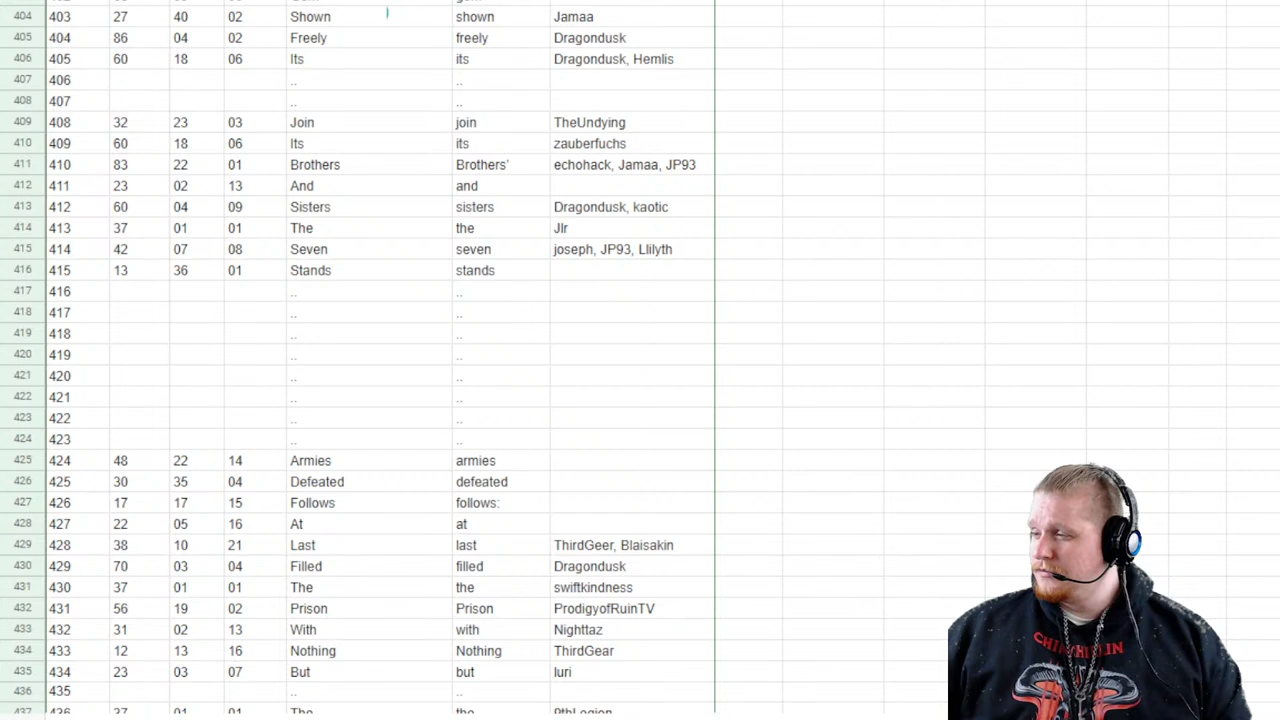 404 403 27 40 02 Shown shown Jamaa
405 404 86 04 02 Freely freely Dragondusk
406 405 60 18 06 Its its Dragondusk, Hemlis
407 406 .. ..
408 407 .. ..
409 408 32 23 03 Join join TheUndying
410 409 60 18 06 Its its zauberfuchs
411 410 83 22 01 Brothers Brothers' echohack, Jamaa, JP93
412 411 23 02 13 And and
413 412 60 04 09 Sisters sisters Dragondusk, kaotic
414 413 37 01 01 The the Jlr
415 414 42 07 08 Seven seven joseph, JP93, Llilyth
416 415 13 36 01 Stands stands
417 416 .. ..
418 417 .. ..
419 418 .. ..
420 419 .. ..
421 420 .. ..
422 421 .. ..
423 422 .. ..
424 423 .. ..
425 424 48 22 14 Armies armies
426 425 30 35 04 Defeated defeated
427 426 17 17 15 Follows follows:
428 427 22 05 16 At at
429 428 38 10 21 Last last ThirdGeer, Blaisakin
430 429 70 03 04 Filled filled Dragondusk
431 430 37 01 01 The the swiftkindness
432 431 56 19 02 Prison Prison ProdigyofRuinTV
433 432 31 02 13 With with Nighttaz
434 433 12 13 16 Nothing Nothing ThirdGear
435 434 23 03 07 But but Iuri
436 435 .. ..
437 436 37 01 01 The the 9thLegion